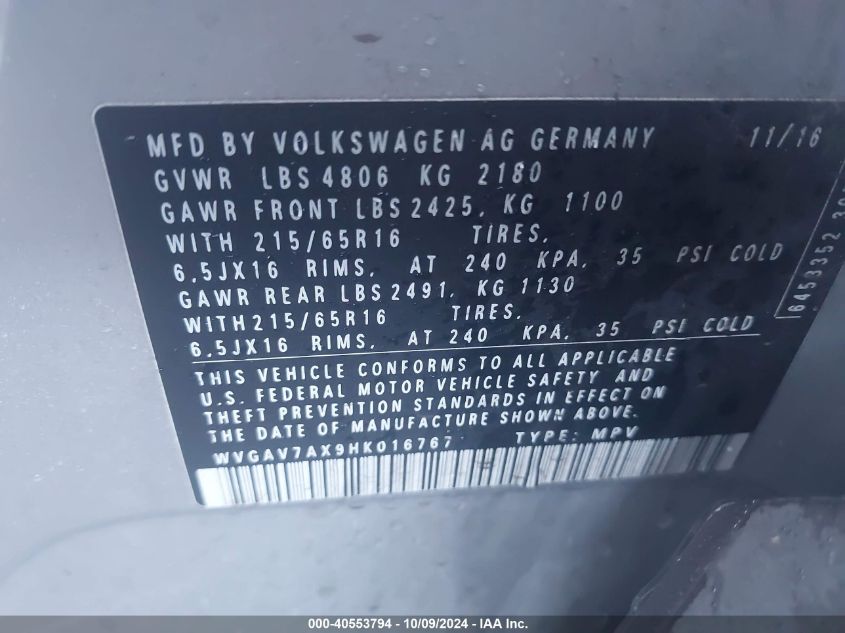 MFD BY VOLKSWAGEN AG GERMANY 11/16
GVWR LBS 4806 KG 2180
GAWR FRONT LBS 2425, KG 1100
WITH 215/65R16 TIRES,
6.5JX16 RIMS, AT 240 KPA, 35 PSI COLD
GAWR REAR LBS 2491, KG 1130
WITH215/65R16 TIRES,
6.5JX16 RIMS, AT 240 KPA, 35 PSI COLD
THIS VEHICLE CONFORMS TO ALL APPLICABLE
U.S. FEDERAL MOTOR VEHICLE SAFETY AND
THEFT PREVENTION STANDARDS IN EFFECT ON
THE DATE OF MANUFACTURE SHOWN ABOVE.
WVGAV7AX9HK016767 TYPE: MPV
6453352
000-40553794 - 10/09/2024 - IAA Inc.